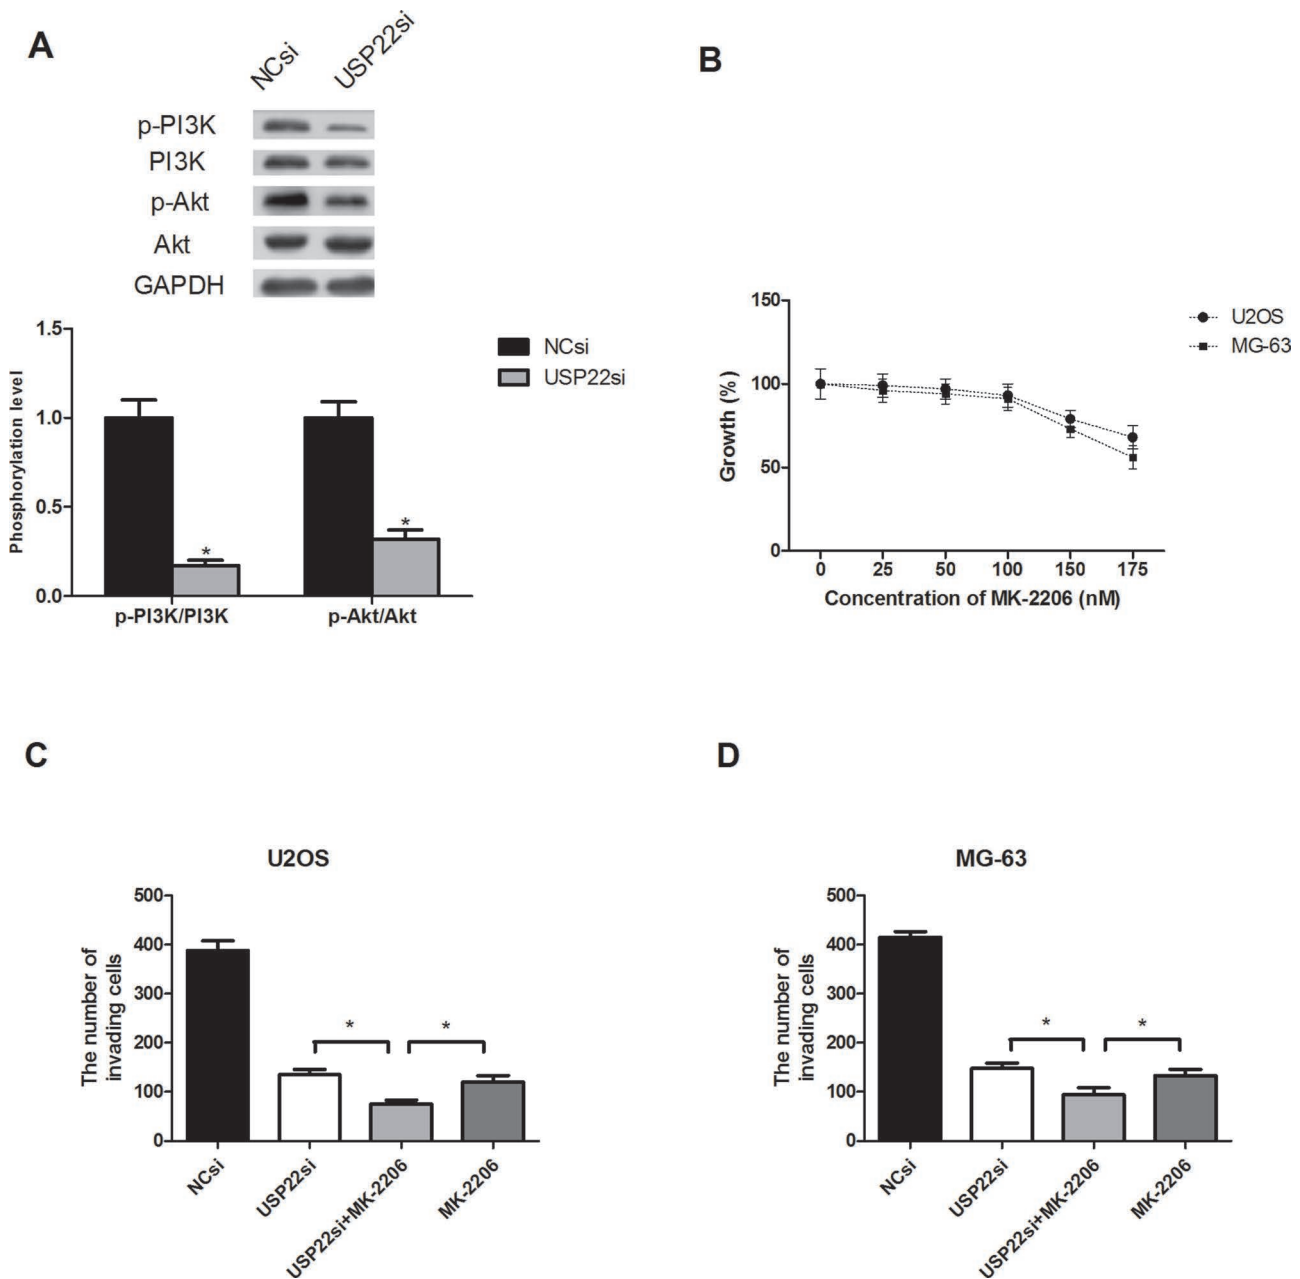 A
NCsi
USP22si
p-PI3K
PI3K
p-Akt
Akt
GAPDH
Phosphorylation level
1.5
1.0
0.5
0.0
*
*
p-PI3K/PI3K
p-Akt/Akt
NCsi
USP22si
B
Growth (%)
150
100
50
0
0 25 50 100 150 175
Concentration of MK-2206 (nM)
U2OS
MG-63
C
U2OS
The number of
invading cells
500
400
300
200
100
0
*
*
NCsi
USP22si
USP22si+MK-2206
MK-2206
D
MG-63
The number of
invading cells
500
400
300
200
100
0
*
*
NCsi
USP22si
USP22si+MK-2206
MK-2206